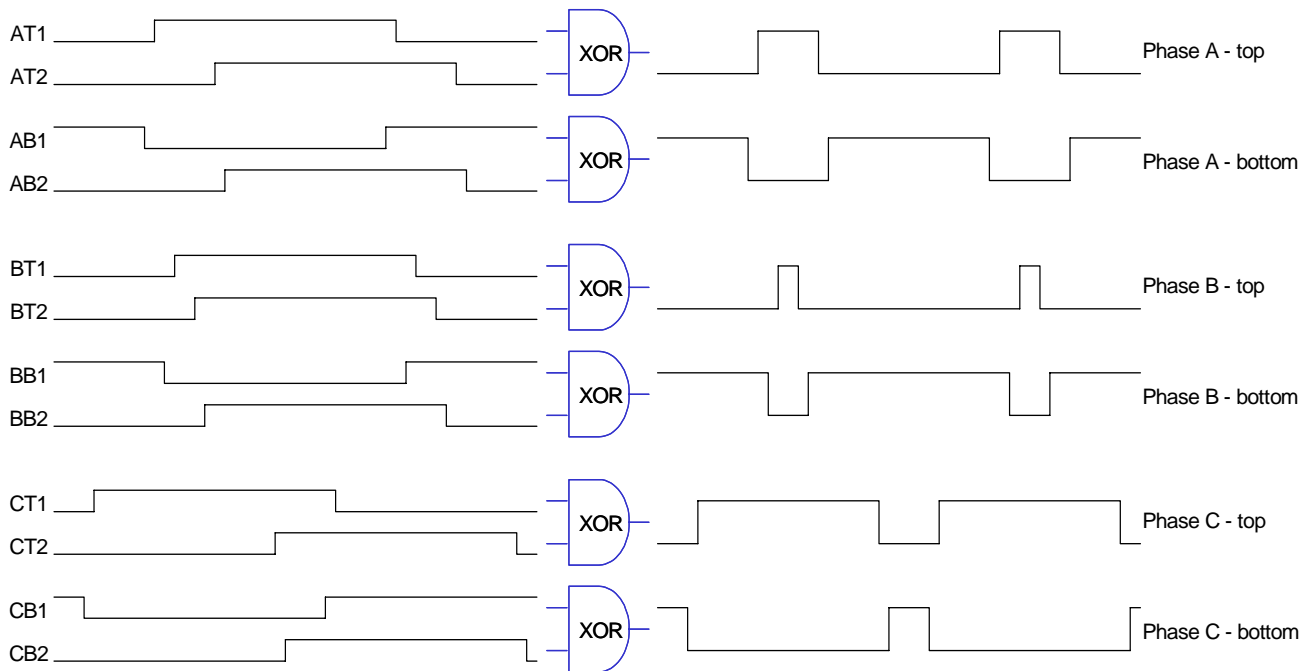 AT1
AT2
XOR
Phase A - top
AB1
AB2
XOR
Phase A - bottom
BT1
BT2
XOR
Phase B - top
BB1
BB2
XOR
Phase B - bottom
CT1
CT2
XOR
Phase C - top
CB1
CB2
XOR
Phase C - bottom